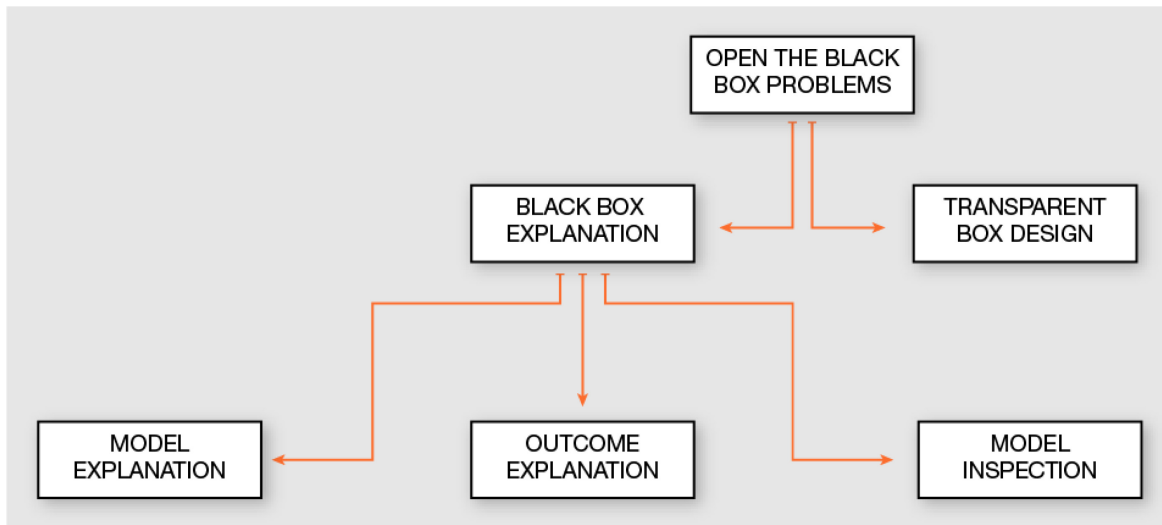 OPEN THE BLACK
BOX PROBLEMS
BLACK BOX
EXPLANATION
TRANSPARENT
BOX DESIGN
MODEL
EXPLANATION
OUTCOME
EXPLANATION
MODEL
INSPECTION